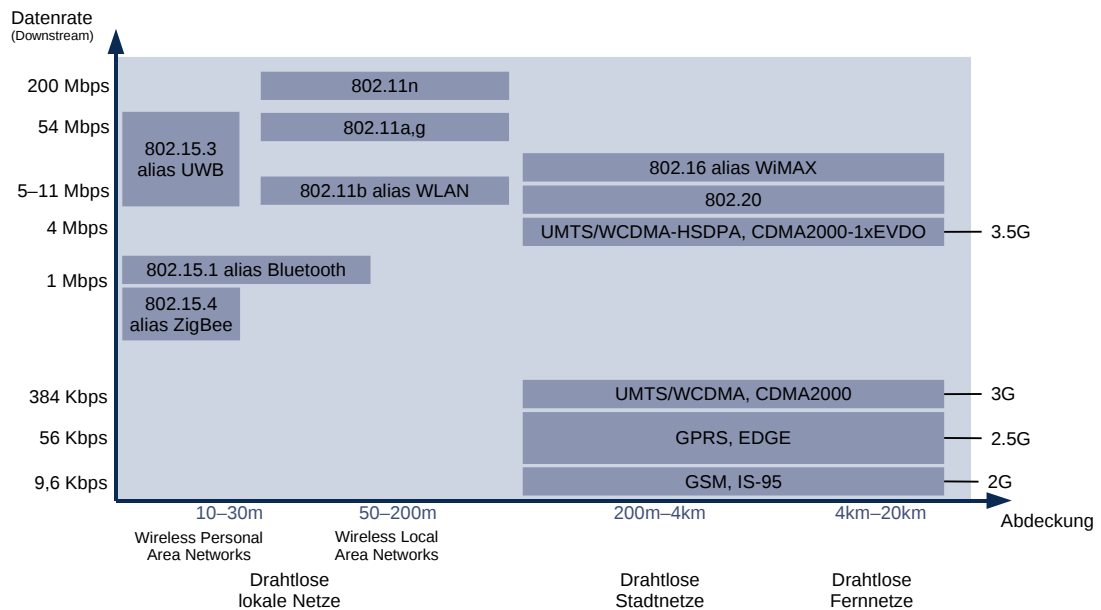 Datenrate
(Downstream)
200 Mbps
802.11n
54 Mbps
802.11a,g
802.15.3
alias UWB
802.16 alias WiMAX
5–11 Mbps
802.11b alias WLAN
802.20
4 Mbps
UMTS/WCDMA-HSDPA, CDMA2000-1xEVDO
3.5G
802.15.1 alias Bluetooth
1 Mbps
802.15.4
alias ZigBee
384 Kbps
UMTS/WCDMA, CDMA2000
3G
56 Kbps
GPRS, EDGE
2.5G
9,6 Kbps
GSM, IS-95
2G
10–30m
50–200m
200m–4km
4km–20km
Abdeckung
Wireless Personal
Area Networks
Wireless Local
Area Networks
Drahtlose
lokale Netze
Drahtlose
Stadtnetze
Drahtlose
Fernnetze